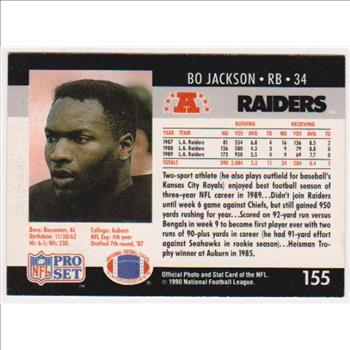 BO JACKSON • RB • 34
A RAIDERS
RUSHING RECEIVING
YEAR TEAM ATT YDS AVG TD NO YDS AVG TD
1987 L.A. Raiders 81 554 6.8 4 16 136 8.5 2
1988 L.A. Raiders 136 580 4.3 3 9 79 8.8 0
1989 L.A. Raiders 173 950 5.5 4 9 69 7.7 0
TOTALS 390 2,084 5.3 11 34 284 8.4 2
Two-sport athlete (he also plays outfield for baseball's
Kansas City Royals) enjoyed best football season of
three-year NFL career in 1989...Didn't join Raiders
until week 6 game against Chiefs, but still gained 950
yards rushing for year...Scored on 92-yard run versus
Bengals in week 9 to become first player ever with two
runs of 90-plus yards in career (he had 91-yard effort
against Seahawks in rookie season)...Heisman Tro-
phy winner at Auburn in 1985.
Born: Bessemer, AL
Birthdate: 11/30/62
Ht: 6-1; Wt: 230.
College: Auburn
NFL Exp: 4th year
Drafted 7th round, '87
NFL PRO
SET
Official Photo and Stat Card of the NFL.
© 1990 National Football League.
155